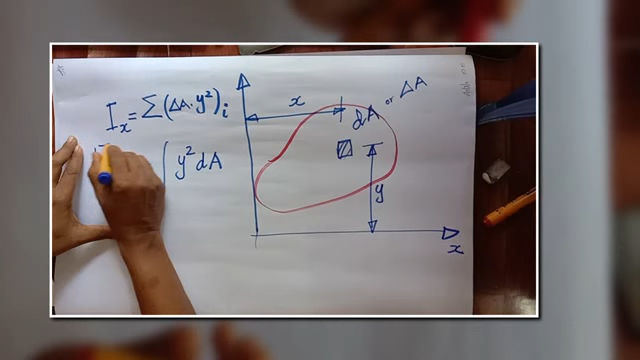 Iₓ = Σ(ΔA·y²)ᵢ
∫ y² dA
x
dA or ΔA
y
x